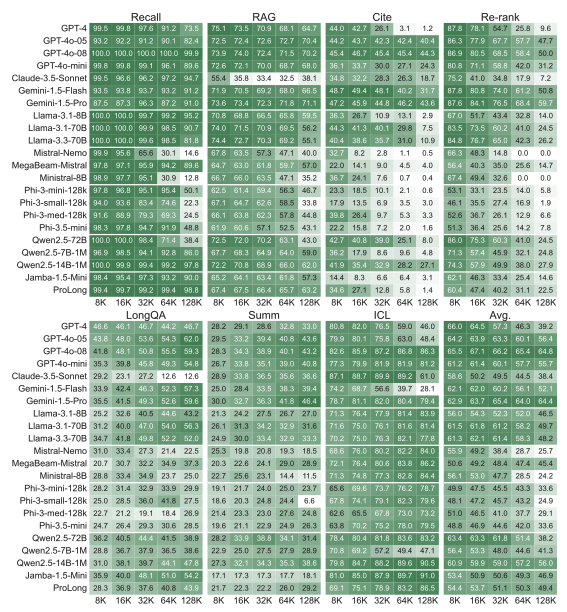 Recall RAG Cite Re-rank
GPT-4 99.5 99.8 97.6 91.2 73.5 75.1 73.5 70.9 68.1 64.7 44.0 42.7 26.1 3.1 1.2 87.8 78.1 54.7 25.8 9.6
GPT-4o-05 93.2 92.2 91.2 90.1 82.4 72.5 72.4 72.6 72.7 70.4 44.2 43.7 42.3 42.4 40.4 86.3 77.9 67.7 57.7 47.7
GPT-4o-08 100.0 100.0 100.0 100.0 99.9 73.9 74.0 72.4 71.5 70.2 45.4 44.9 43.7 43.0 42.9 87.6 82.2 74.0 60.0 47.4
GPT-4o-mini 99.8 99.8 99.1 96.1 89.6 72.6 72.1 70.0 68.7 68.0 36.1 33.7 30.0 27.1 24.3 80.8 71.1 58.8 42.0 31.2
Claude-3.5-Sonnet 99.5 96.6 96.2 97.2 94.7 55.4 35.8 33.4 32.5 38.1 34.8 32.2 28.3 26.3 18.7 75.2 41.0 34.8 17.9 7.2
Gemini-1.5-Flash 93.5 93.8 93.7 93.2 91.2 71.9 70.5 69.2 68.0 66.5 48.7 49.4 48.1 40.2 31.7 87.8 80.8 74.0 61.2 50.8
Gemini-1.5-Pro 87.5 87.3 96.3 87.2 91.0 73.6 73.4 72.3 71.8 71.1 47.2 45.9 44.8 46.2 43.6 87.6 84.1 76.5 68.4 59.7
Llama-3.1-8B 100.0 100.0 99.7 99.2 95.2 70.8 68.8 66.5 65.8 59.5 36.3 26.7 10.9 13.1 2.9 67.0 51.7 43.4 32.8 14.0
Llama-3.1-70B 100.0 100.0 99.9 98.5 90.7 74.0 71.5 70.9 69.5 56.2 44.3 41.3 40.1 29.8 7.5 83.5 73.5 60.2 41.0 24.5
Llama-3.3-70B 100.0 100.0 99.9 98.5 81.8 74.4 72.7 70.3 69.2 55.1 40.4 38.6 35.7 31.0 10.9 84.8 76.7 65.0 42.3 26.2
Mistral-Nemo 99.9 95.6 65.6 30.1 14.6 67.8 63.5 57.3 47.1 40.0 32.7 8.2 2.8 1.1 0.5 66.3 48.3 14.8 0.0 0.0
MegaBeam-Mistral 97.8 97.1 95.9 94.2 89.6 64.7 63.0 61.8 59.7 57.0 22.0 14.1 9.0 4.5 4.0 56.4 40.3 35.0 25.6 14.7
Ministral-8B 98.9 97.7 95.1 30.9 12.8 66.7 66.0 63.5 47.1 35.2 36.7 24.1 7.6 0.7 0.4 67.4 49.4 32.6 0.0 0.0
Phi-3-mini-128k 97.8 96.8 95.1 95.4 50.1 62.5 61.4 59.4 56.3 46.7 23.3 18.5 10.1 2.1 0.6 53.1 33.1 23.5 14.0 5.8
Phi-3-small-128k 94.0 93.6 83.4 74.6 22.3 67.1 64.7 62.6 58.5 33.8 17.9 13.5 6.9 3.5 3.0 46.1 35.5 27.4 16.9 1.9
Phi-3-med-128k 91.6 88.9 79.3 69.3 24.5 66.1 63.8 62.3 57.8 44.8 39.8 26.4 9.7 5.3 3.3 52.6 36.7 26.1 12.9 6.6
Phi-3.5-mini 98.3 97.8 94.7 91.9 48.8 61.9 60.5 57.1 52.5 43.1 22.2 15.8 7.2 2.0 1.6 51.3 36.4 25.6 14.2 7.8
Qwen2.5-72B 100.0 100.0 98.4 71.4 38.4 72.5 72.0 70.2 63.1 43.0 42.7 40.8 39.0 25.1 8.0 86.0 75.3 60.3 41.0 24.5
Qwen2.5-7B-1M 100.0 98.9 97.5 93.2 86.0 67.7 68.3 64.9 64.0 59.0 36.2 17.9 8.6 9.6 4.8 71.3 57.4 45.9 32.1 24.8
Qwen2.5-14B-1M 100.0 99.9 99.4 99.2 97.8 72.2 70.8 68.9 66.0 62.0 41.9 35.4 32.9 28.2 27.1 74.3 57.9 49.9 38.0 27.9
Jamba-1.5-Mini 98.4 95.4 97.3 93.2 90.0 65.2 64.1 63.4 61.8 57.3 14.4 8.3 6.6 6.4 3.1 62.1 46.3 33.4 25.4 14.6
ProLong 99.4 99.7 99.2 99.4 98.8 67.4 67.5 66.4 65.7 63.2 34.6 27.1 12.8 5.8 1.4 60.4 47.4 40.2 31.1 22.5
8K 16K 32K 64K 128K 8K 16K 32K 64K 128K 8K 16K 32K 64K 128K 8K 16K 32K 64K 128K
LongQA Summ ICL Avg.
GPT-4 46.6 46.1 46.7 44.2 46.7 28.2 29.1 28.6 32.8 33.0 80.8 82.0 76.5 59.0 46.0 66.0 64.5 57.3 46.3 39.2
GPT-4o-05 43.8 48.0 53.6 54.3 62.0 29.5 33.2 39.4 40.8 43.6 79.9 80.1 75.8 63.0 48.4 64.2 63.9 63.3 60.1 56.4
GPT-4o-08 41.8 48.1 50.8 55.5 59.3 28.3 34.3 38.9 40.1 43.2 82.6 85.9 87.2 86.8 86.3 65.5 67.1 66.2 65.4 64.8
GPT-4o-mini 35.3 39.8 45.8 49.3 54.8 26.8 33.7 35.1 36.8 38.6 77.3 79.9 81.9 81.9 81.2 61.2 61.4 60.1 57.7 55.7
Claude-3.5-Sonnet 29.1 23.1 27.2 12.6 12.6 28.9 33.8 36.5 35.6 36.6 87.1 88.7 89.9 89.2 61.0 58.6 50.2 49.5 44.5 38.4
Gemini-1.5-Flash 33.9 42.4 46.3 52.3 57.3 25.0 28.4 33.5 38.3 39.4 74.2 68.7 56.6 39.7 28.1 62.1 62.0 60.2 56.1 52.1
Gemini-1.5-Pro 35.5 41.5 49.3 52.6 59.7 30.0 32.7 36.3 41.8 46.4 78.7 81.1 82.0 80.4 79.4 62.9 63.7 65.4 64.0 64.4
Llama-3.1-8B 25.2 32.6 40.5 44.6 43.2 21.3 24.2 27.5 26.7 27.0 71.3 76.4 77.9 81.4 83.9 56.0 54.3 52.3 52.0 46.5
Llama-3.1-70B 31.2 40.0 47.0 54.0 56.3 26.1 31.3 34.2 32.9 31.6 71.6 75.0 76.1 81.6 81.4 61.5 61.8 61.2 58.2 49.7
Llama-3.3-70B 34.7 41.8 49.8 52.2 52.0 24.9 30.0 33.4 32.9 33.3 70.2 75.0 76.3 82.1 77.8 61.3 62.1 61.4 58.3 48.2
Mistral-Nemo 31.0 33.4 27.3 21.4 22.5 25.3 19.8 20.8 19.3 18.5 68.6 76.0 80.2 82.2 84.0 55.9 49.2 38.4 28.7 25.7
MegaBeam-Mistral 20.7 30.7 32.2 34.9 37.3 20.3 22.6 24.1 29.0 28.9 72.1 76.4 80.6 83.8 86.2 50.6 49.2 48.4 47.4 45.4
Ministral-8B 28.8 33.4 34.9 23.7 25.0 22.7 25.6 23.1 14.4 11.5 71.3 74.8 77.3 82.8 84.4 56.1 53.0 47.7 28.5 24.2
Phi-3-mini-128k 28.2 31.4 32.9 33.9 29.9 19.1 21.7 24.0 25.0 23.7 65.6 69.8 73.7 76.2 78.7 49.9 47.5 45.5 43.3 33.6
Phi-3-small-128k 25.0 28.5 36.0 41.8 27.5 18.6 20.3 24.8 24.4 6.6 67.8 74.1 79.1 82.3 79.6 48.1 47.2 45.7 43.2 24.9
Phi-3-med-128k 22.7 21.2 19.1 18.4 26.9 21.4 23.3 23.0 27.6 24.8 62.6 65.5 67.8 73.0 73.2 51.0 46.5 41.0 37.7 29.1
Phi-3.5-mini 24.7 26.4 29.3 30.6 28.5 19.6 21.1 22.9 24.9 26.3 63.8 70.2 75.2 78.0 79.5 48.8 46.9 44.6 42.0 33.6
Qwen2.5-72B 36.2 40.5 44.4 41.5 38.9 28.2 33.9 38.8 34.1 31.4 78.4 80.4 81.8 83.6 83.2 63.4 63.3 61.8 51.4 38.2
Qwen2.5-7B-1M 28.8 36.7 37.9 36.5 38.6 22.9 25.0 27.5 27.9 28.9 70.8 69.2 57.2 49.4 47.1 56.4 53.3 48.0 44.6 41.3
Qwen2.5-14B-1M 31.0 38.1 39.7 44.1 47.8 27.3 32.1 34.3 35.3 38.6 79.8 84.7 88.2 89.6 90.5 60.9 59.9 59.0 57.2 56.0
Jamba-1.5-Mini 35.9 40.0 48.1 51.0 54.2 17.1 17.3 17.3 17.7 18.1 81.0 85.0 87.9 89.7 91.0 53.4 50.9 50.6 49.3 46.9
ProLong 28.3 36.9 37.6 40.8 43.9 21.7 22.3 22.2 26.0 29.2 69.1 75.1 78.9 83.2 86.5 54.4 53.7 51.1 50.3 49.4
8K 16K 32K 64K 128K 8K 16K 32K 64K 128K 8K 16K 32K 64K 128K 8K 16K 32K 64K 128K